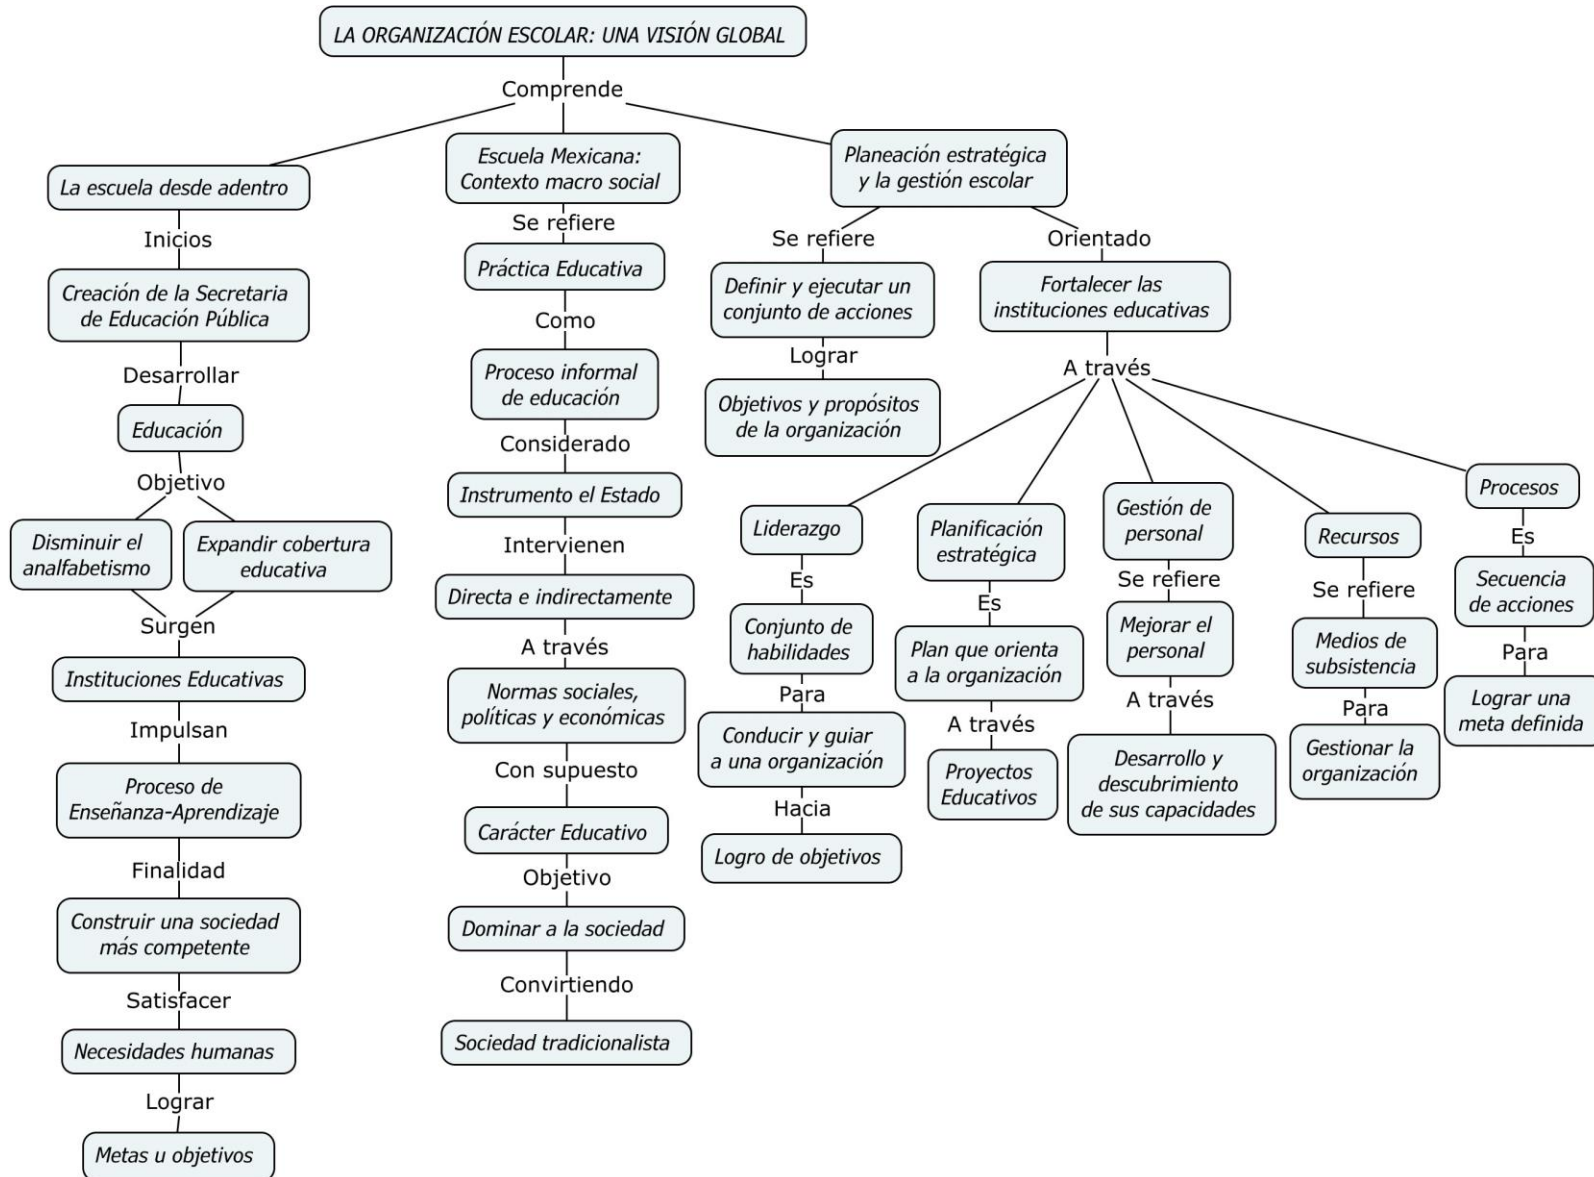 LA ORGANIZACIÓN ESCOLAR: UNA VISIÓN GLOBAL
Comprende
La escuela desde adentro
Inicios
Creación de la Secretaria
de Educación Pública
Desarrollar
Educación
Objetivo
Disminuir el
analfabetismo
Expandir cobertura
educativa
Surgen
Instituciones Educativas
Impulsan
Proceso de
Enseñanza-Aprendizaje
Finalidad
Construir una sociedad
más competente
Satisfacer
Necesidades humanas
Lograr
Metas u objetivos
Escuela Mexicana:
Contexto macro social
Se refiere
Práctica Educativa
Como
Proceso informal
de educación
Considerado
Instrumento el Estado
Intervienen
Directa e indirectamente
A través
Normas sociales,
políticas y económicas
Con supuesto
Carácter Educativo
Objetivo
Dominar a la sociedad
Convirtiendo
Sociedad tradicionalista
Planeación estratégica
y la gestión escolar
Se refiere
Definir y ejecutar un
conjunto de acciones
Lograr
Objetivos y propósitos
de la organización
Orientado
Fortalecer las
instituciones educativas
A través
Liderazgo
Es
Conjunto de
habilidades
Para
Conducir y guiar
a una organización
Hacia
Logro de objetivos
Planificación
estratégica
Es
Plan que orienta
a la organización
A través
Proyectos
Educativos
Gestión de
personal
Se refiere
Mejorar el
personal
A través
Desarrollo y
descubrimiento
de sus capacidades
Recursos
Se refiere
Medios de
subsistencia
Para
Gestionar la
organización
Procesos
Es
Secuencia
de acciones
Para
Lograr una
meta definida